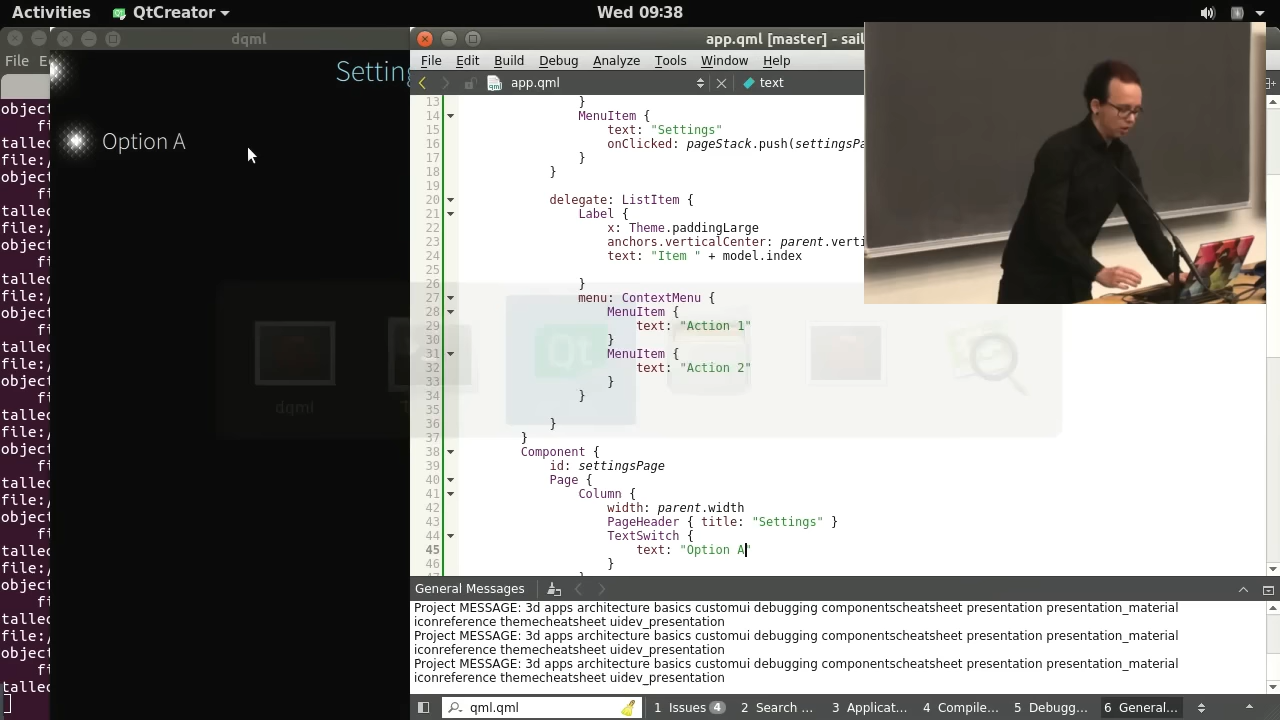 Activities QtCreator Wed 09:38
dqml
app.qml [master] - sail
File E
File Edit Build Debug Analyze Tools Window Help
app.qml text
Setting
Option A
13 }
14 MenuItem {
15 text: "Settings"
16 onClicked: pageStack.push(settingsPa
17 }
18 }
19
20 delegate: ListItem {
21 Label {
22 x: Theme.paddingLarge
23 anchors.verticalCenter: parent.verti
24 text: "Item " + model.index
25
26 }
27 menu: ContextMenu {
28 MenuItem {
29 text: "Action 1"
30 }
31 MenuItem {
32 text: "Action 2"
33 }
34 }
35
36 }
37 }
38 Component {
39 id: settingsPage
40 Page {
41 Column {
42 width: parent.width
43 PageHeader { title: "Settings" }
44 TextSwitch {
45 text: "Option A"
46 }
47 }
object
fi
talled
file:/
dqml
General Messages
Project MESSAGE: 3d apps architecture basics customui debugging componentscheatsheet presentation presentation_material
iconreference themecheatsheet uidev_presentation
Project MESSAGE: 3d apps architecture basics customui debugging componentscheatsheet presentation presentation_material
iconreference themecheatsheet uidev_presentation
Project MESSAGE: 3d apps architecture basics customui debugging componentscheatsheet presentation presentation_material
iconreference themecheatsheet uidev_presentation
qml.qml 1 Issues 4 2 Search ... 3 Applicat... 4 Compile... 5 Debugg... 6 General...